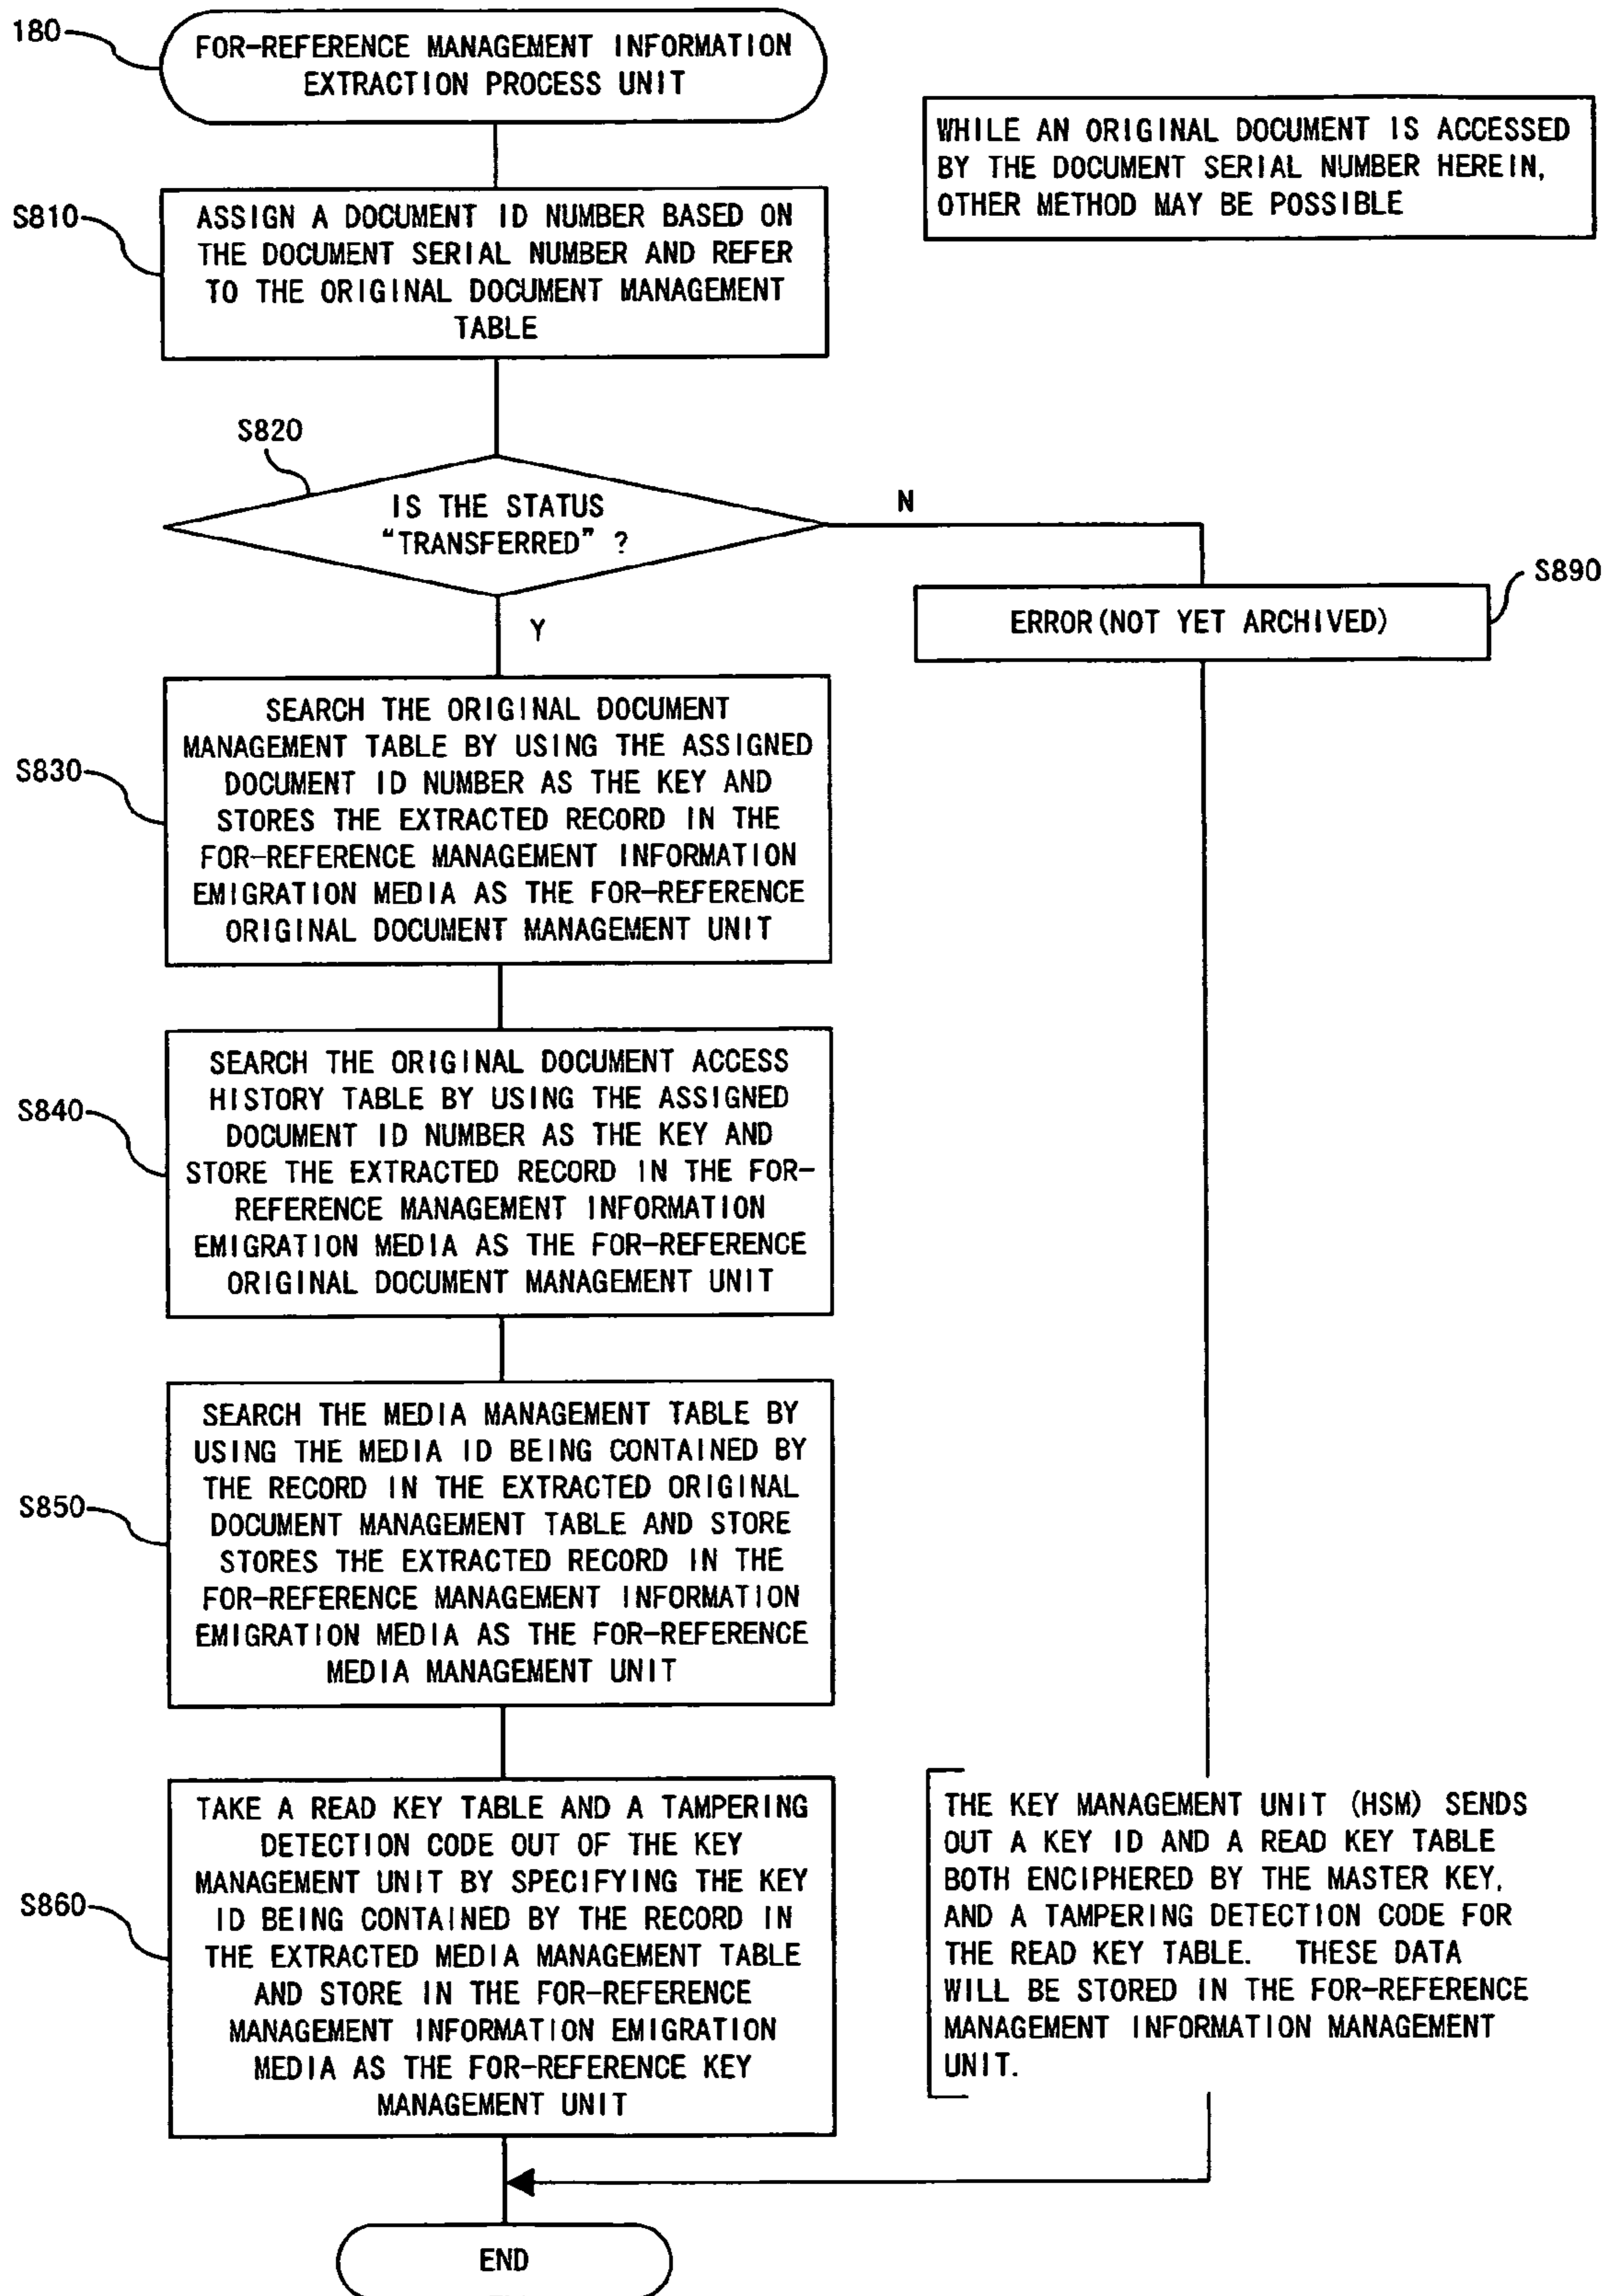 180
FOR-REFERENCE MANAGEMENT INFORMATION
EXTRACTION PROCESS UNIT
WHILE AN ORIGINAL DOCUMENT IS ACCESSED
BY THE DOCUMENT SERIAL NUMBER HEREIN,
OTHER METHOD MAY BE POSSIBLE
S810
ASSIGN A DOCUMENT ID NUMBER BASED ON
THE DOCUMENT SERIAL NUMBER AND REFER
TO THE ORIGINAL DOCUMENT MANAGEMENT
TABLE
S820
IS THE STATUS
“TRANSFERRED” ?
N
Y
S890
ERROR(NOT YET ARCHIVED)
S830
SEARCH THE ORIGINAL DOCUMENT
MANAGEMENT TABLE BY USING THE ASSIGNED
DOCUMENT ID NUMBER AS THE KEY AND
STORES THE EXTRACTED RECORD IN THE
FOR-REFERENCE MANAGEMENT INFORMATION
EMIGRATION MEDIA AS THE FOR-REFERENCE
ORIGINAL DOCUMENT MANAGEMENT UNIT
S840
SEARCH THE ORIGINAL DOCUMENT ACCESS
HISTORY TABLE BY USING THE ASSIGNED
DOCUMENT ID NUMBER AS THE KEY AND
STORE THE EXTRACTED RECORD IN THE FOR-
REFERENCE MANAGEMENT INFORMATION
EMIGRATION MEDIA AS THE FOR-REFERENCE
ORIGINAL DOCUMENT MANAGEMENT UNIT
S850
SEARCH THE MEDIA MANAGEMENT TABLE BY
USING THE MEDIA ID BEING CONTAINED BY
THE RECORD IN THE EXTRACTED ORIGINAL
DOCUMENT MANAGEMENT TABLE AND STORE
STORES THE EXTRACTED RECORD IN THE
FOR-REFERENCE MANAGEMENT INFORMATION
EMIGRATION MEDIA AS THE FOR-REFERENCE
MEDIA MANAGEMENT UNIT
S860
TAKE A READ KEY TABLE AND A TAMPERING
DETECTION CODE OUT OF THE KEY
MANAGEMENT UNIT BY SPECIFYING THE KEY
ID BEING CONTAINED BY THE RECORD IN
THE EXTRACTED MEDIA MANAGEMENT TABLE
AND STORE IN THE FOR-REFERENCE
MANAGEMENT INFORMATION EMIGRATION
MEDIA AS THE FOR-REFERENCE KEY
MANAGEMENT UNIT
THE KEY MANAGEMENT UNIT (HSM) SENDS
OUT A KEY ID AND A READ KEY TABLE
BOTH ENCIPHERED BY THE MASTER KEY,
AND A TAMPERING DETECTION CODE FOR
THE READ KEY TABLE. THESE DATA
WILL BE STORED IN THE FOR-REFERENCE
MANAGEMENT INFORMATION MANAGEMENT
UNIT.
END